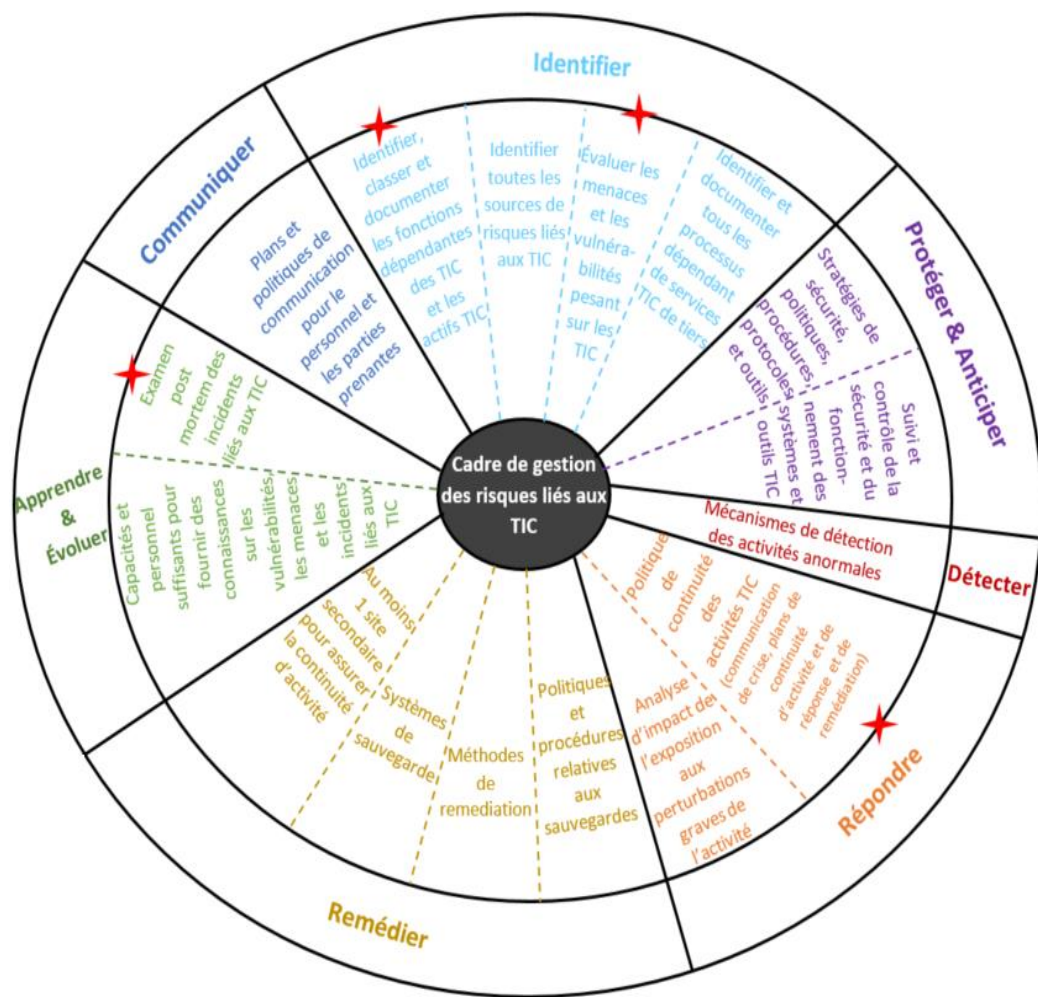 Identifier
Identifier,
classer et
documenter
les fonctions
dépendantes
des TIC
et les
actifs TIC
Identifier
toutes les
sources de
risques liés
aux TIC
Évaluer les
menaces
et les
vulnéra-
bilités
pesant
sur les
TIC
Identifier et
documenter
tous les
processus
dépendant
de services
TIC de tiers
Protéger & Anticiper
Stratégies de
sécurité,
politiques,
procédures,
protocoles
et outils
Suivi et
contrôle de la
sécurité et du
fonction-
nement des
systèmes et
outils TIC
Détecter
Mécanismes de détection
des activités anormales
Répondre
Politique
de
continuité
des
activités TIC
(communication
de crise, plans de
continuité
d'activité et de
réponse et de
remédiation)
Analyse
d'impact de
l'exposition
aux
perturbations
graves de
l'activité
Remédier
Politiques
et
procédures
relatives
aux
sauvegardes
Méthodes
de
remediation
Systèmes
de
sauvegarde
Au moins
1 site
secondaire
pour assurer
la continuité
d'activité
Apprendre
&
Évoluer
Capacités et
personnel
suffisants pour
fournir des
connaissances
sur les
vulnérabilités,
les menaces
et les
incidents
liés aux
TIC
Examen
post
mortem des
incidents
liés aux TIC
Communiquer
Plans et
politiques de
communication
pour le
personnel et
les parties
prenantes
Cadre de gestion
des risques liés aux
TIC